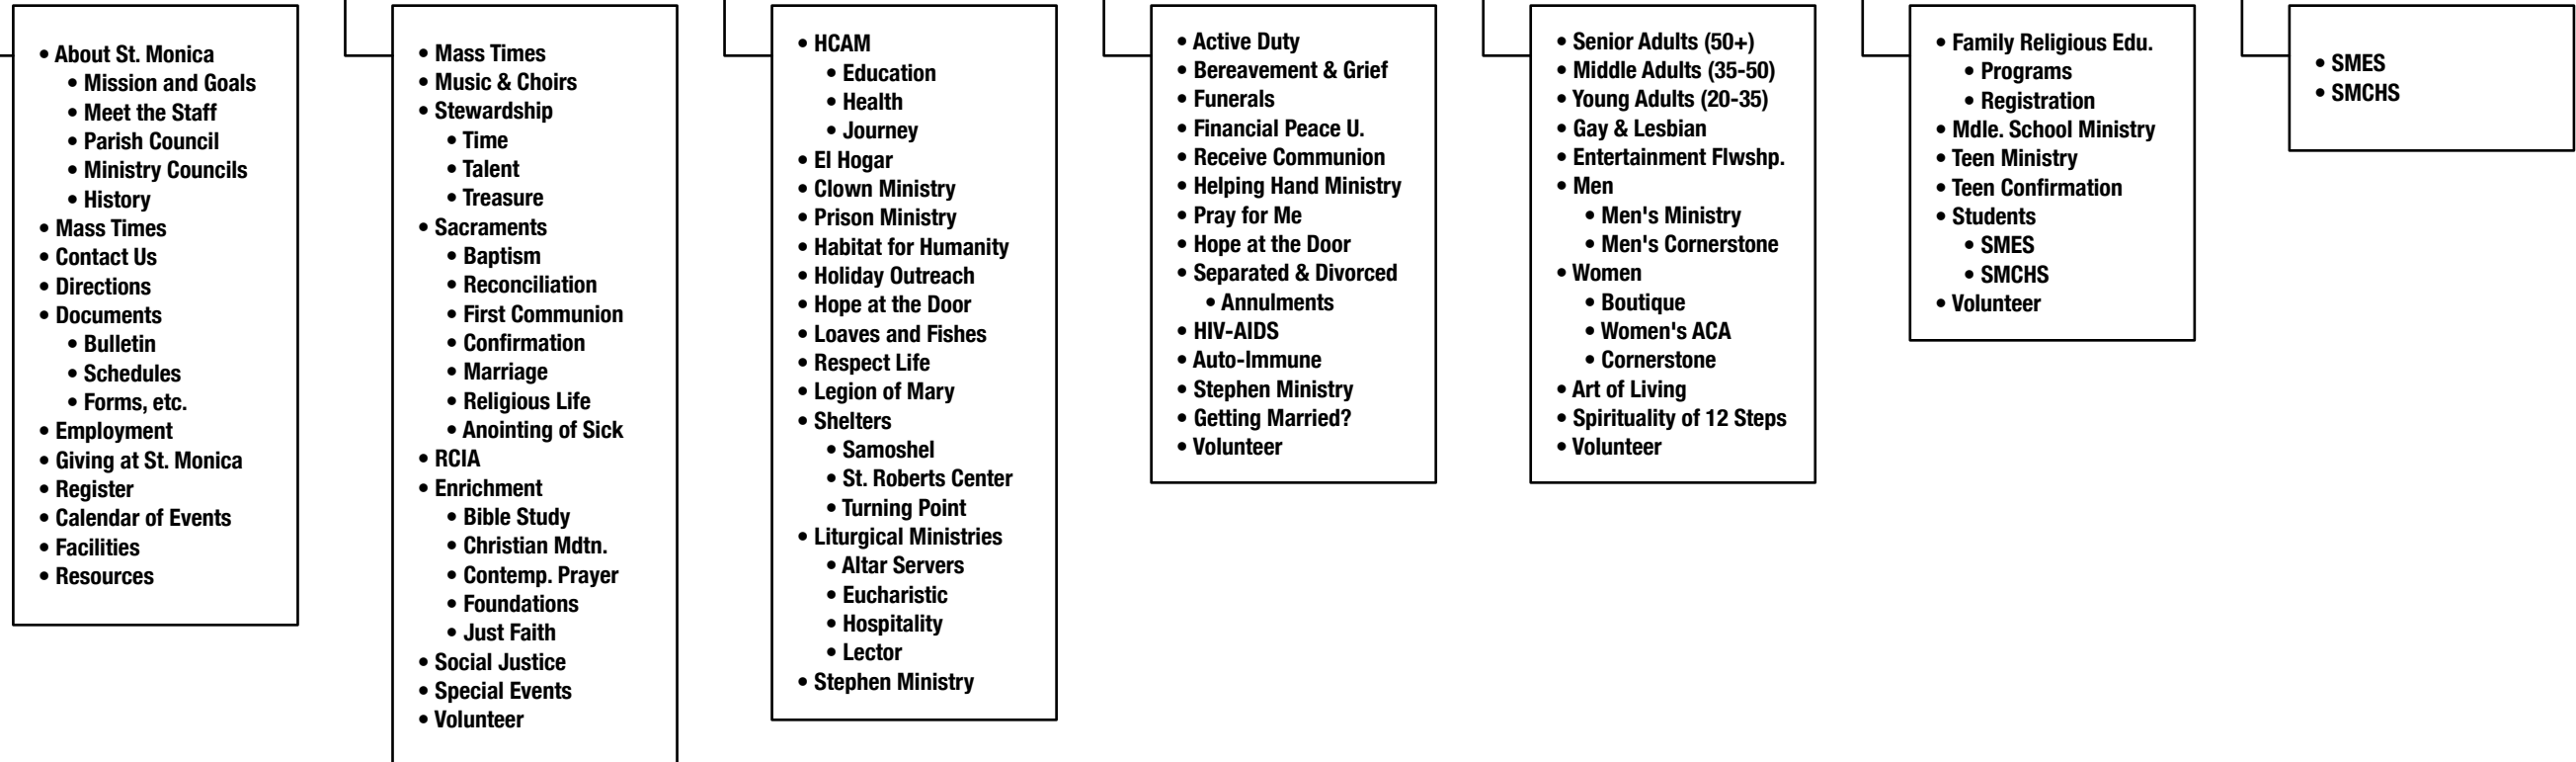 • About St. Monica
• Mission and Goals
• Meet the Staff
• Parish Council
• Ministry Councils
• History
• Mass Times
• Contact Us
• Directions
• Documents
• Bulletin
• Schedules
• Forms, etc.
• Employment
• Giving at St. Monica
• Register
• Calendar of Events
• Facilities
• Resources
• Mass Times
• Music & Choirs
• Stewardship
• Time
• Talent
• Treasure
• Sacraments
• Baptism
• Reconciliation
• First Communion
• Confirmation
• Marriage
• Religious Life
• Anointing of Sick
• RCIA
• Enrichment
• Bible Study
• Christian Mdtn.
• Contemp. Prayer
• Foundations
• Just Faith
• Social Justice
• Special Events
• Volunteer
• HCAM
• Education
• Health
• Journey
• El Hogar
• Clown Ministry
• Prison Ministry
• Habitat for Humanity
• Holiday Outreach
• Hope at the Door
• Loaves and Fishes
• Respect Life
• Legion of Mary
• Shelters
• Samoshel
• St. Roberts Center
• Turning Point
• Liturgical Ministries
• Altar Servers
• Eucharistic
• Hospitality
• Lector
• Stephen Ministry
• Active Duty
• Bereavement & Grief
• Funerals
• Financial Peace U.
• Receive Communion
• Helping Hand Ministry
• Pray for Me
• Hope at the Door
• Separated & Divorced
• Annulments
• HIV-AIDS
• Auto-Immune
• Stephen Ministry
• Getting Married?
• Volunteer
• Senior Adults (50+)
• Middle Adults (35-50)
• Young Adults (20-35)
• Gay & Lesbian
• Entertainment Flwshp.
• Men
• Men's Ministry
• Men's Cornerstone
• Women
• Boutique
• Women's ACA
• Cornerstone
• Art of Living
• Spirituality of 12 Steps
• Volunteer
• Family Religious Edu.
• Programs
• Registration
• Mdle. School Ministry
• Teen Ministry
• Teen Confirmation
• Students
• SMES
• SMCHS
• Volunteer
• SMES
• SMCHS